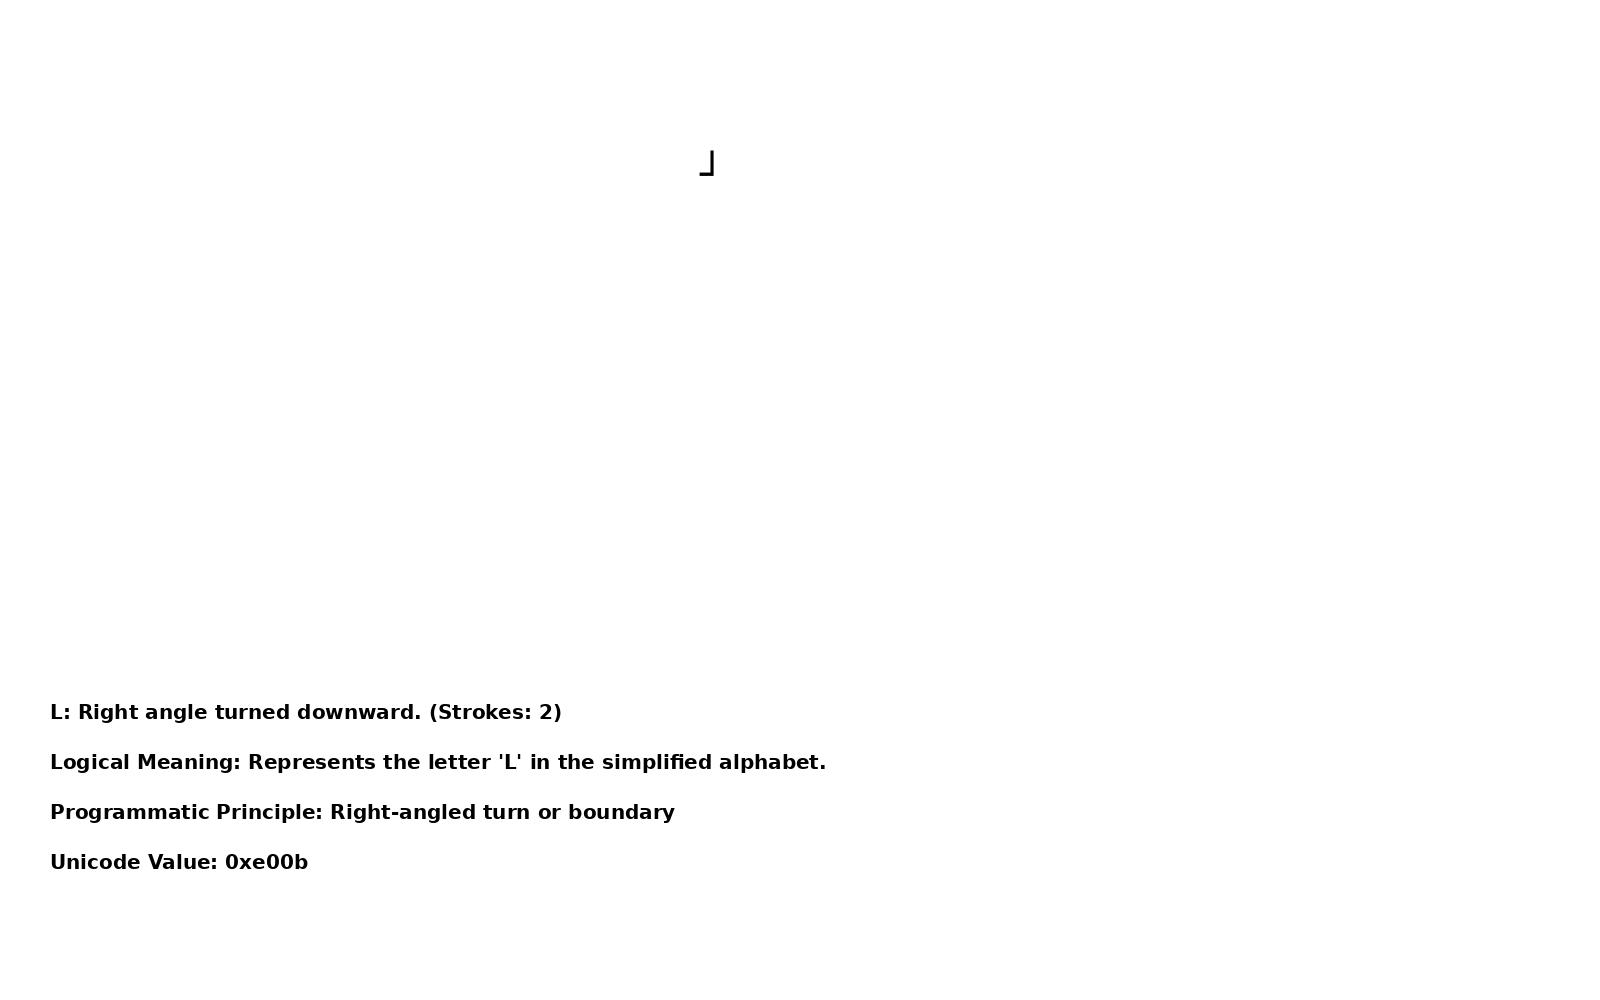 ┘
L: Right angle turned downward. (Strokes: 2)
Logical Meaning: Represents the letter 'L' in the simplified alphabet.
Programmatic Principle: Right-angled turn or boundary
Unicode Value: 0xe00b